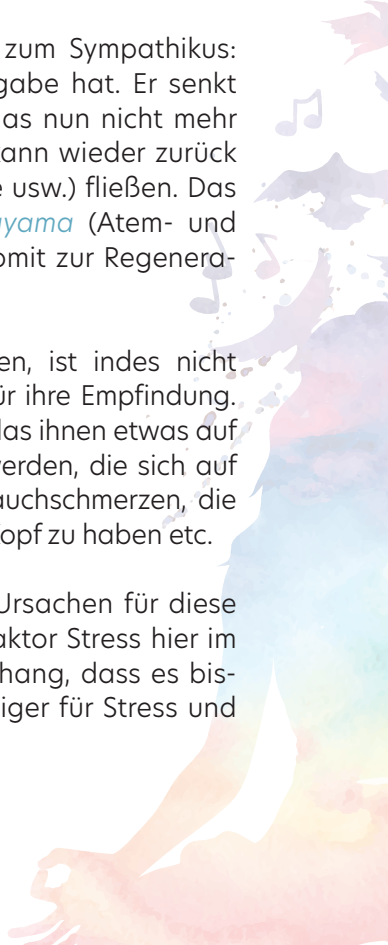 zum Sympathikus:
gabe hat. Er senkt
as nun nicht mehr
ann wieder zurück
e usw.) fließen. Das
yama (Atem- und
omit zur Regenera-
en, ist indes nicht
ür ihre Empfindung.
das ihnen etwas auf
verden, die sich auf
auchschmerzen, die
opf zu haben etc.
Ursachen für diese
aktor Stress hier im
hang, dass es bis-
iger für Stress und